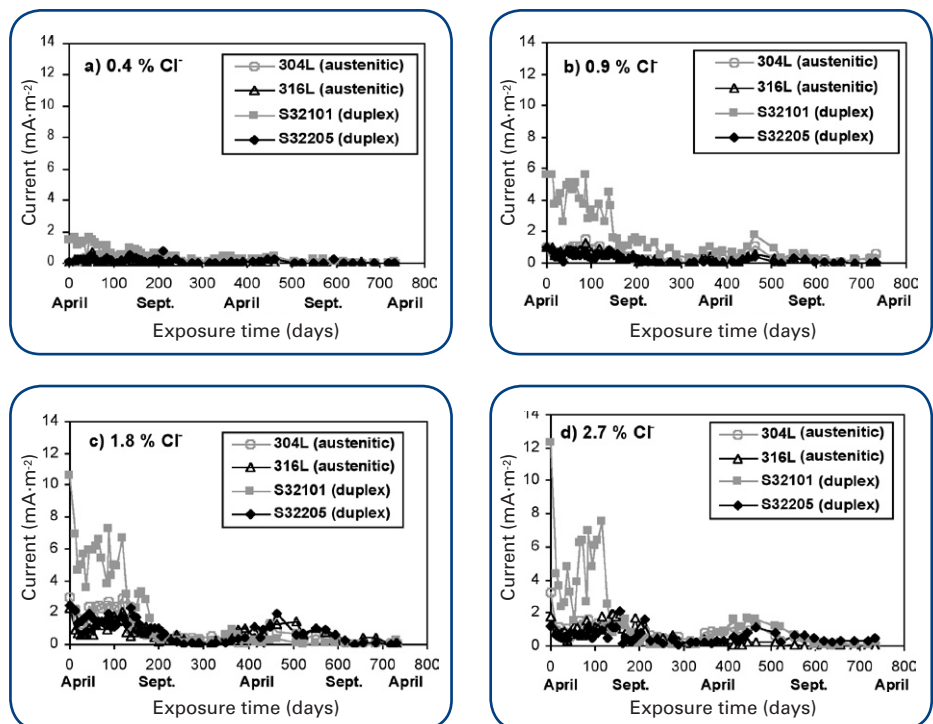 a) 0.4 % Cl⁻
304L (austenitic)
316L (austenitic)
S32101 (duplex)
S32205 (duplex)
Current (mA·m⁻²)
14
12
10
8
6
4
2
0
0 100 200 300 400 500 600 700 80C
April Sept. April Sept. April
Exposure time (days)
b) 0.9 % Cl⁻
304L (austenitic)
316L (austenitic)
S32101 (duplex)
S32205 (duplex)
Current (mA·m⁻²)
14
12
10
8
6
4
2
0
0 100 200 300 400 500 600 700 800
April Sept. April Sept. April
Exposure time (days)
c) 1.8 % Cl⁻
304L (austenitic)
316L (austenitic)
S32101 (duplex)
S32205 (duplex)
Current (mA·m⁻²)
14
12
10
8
6
4
2
0
0 100 200 300 400 500 600 700 800
April Sept. April Sept. April
Exposure time (days)
d) 2.7 % Cl⁻
304L (austenitic)
316L (austenitic)
S32101 (duplex)
S32205 (duplex)
Current (mA·m⁻²)
14
12
10
8
6
4
2
0
0 100 200 300 400 500 600 700 800
April Sept. April Sept. April
Exposure time (days)